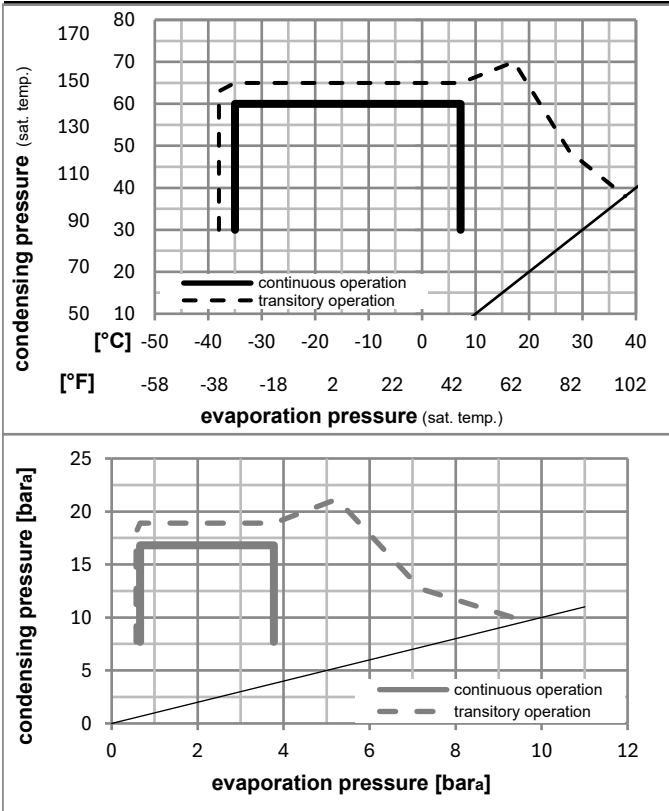 condensing pressure (sat. temp.)
170 80
70
150 60
130 50
110 40
90 30
70 20
50 10
continuous operation
transitory operation
[°C] -50 -40 -30 -20 -10 0 10 20 30 40
[°F] -58 -38 -18 2 22 42 62 82 102
evaporation pressure (sat. temp.)
condensing pressure [bara]
25
20
15
10
5
0
continuous operation
transitory operation
0 2 4 6 8 10 12
evaporation pressure [bara]